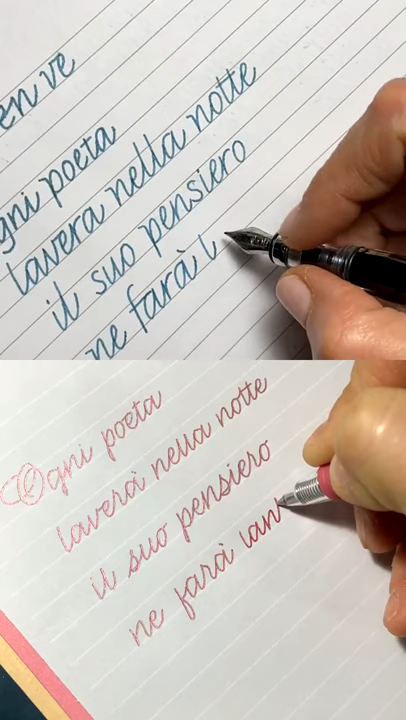 en ve
gni poeta
lavera nella notte
il suo pensiero
ne farà l
Ogni poeta
laverà nella notte
il suo pensiero
ne farà lan